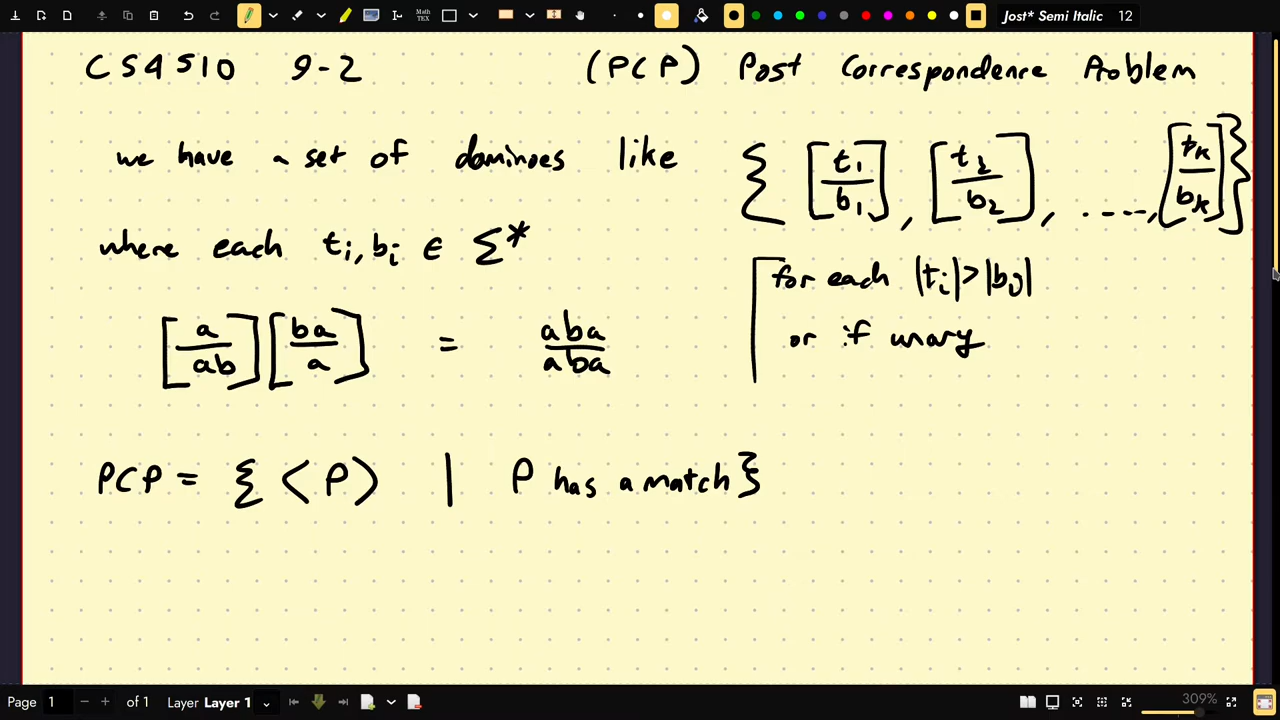 Jost* Semi Italic 12
CS4510 9-2 (PCP) Post Correspondence Problem
we have a set of dominoes like { [t1/b1], [t2/b2], ...., [tk/bk] }
where each ti, bi ∈ Σ*
for each |ti|>|bi|
or if unary
[a/ab][ba/a] = aba/aba
PCP = { <P> | P has a match }
Page 1 of 1 Layer Layer 1 309%